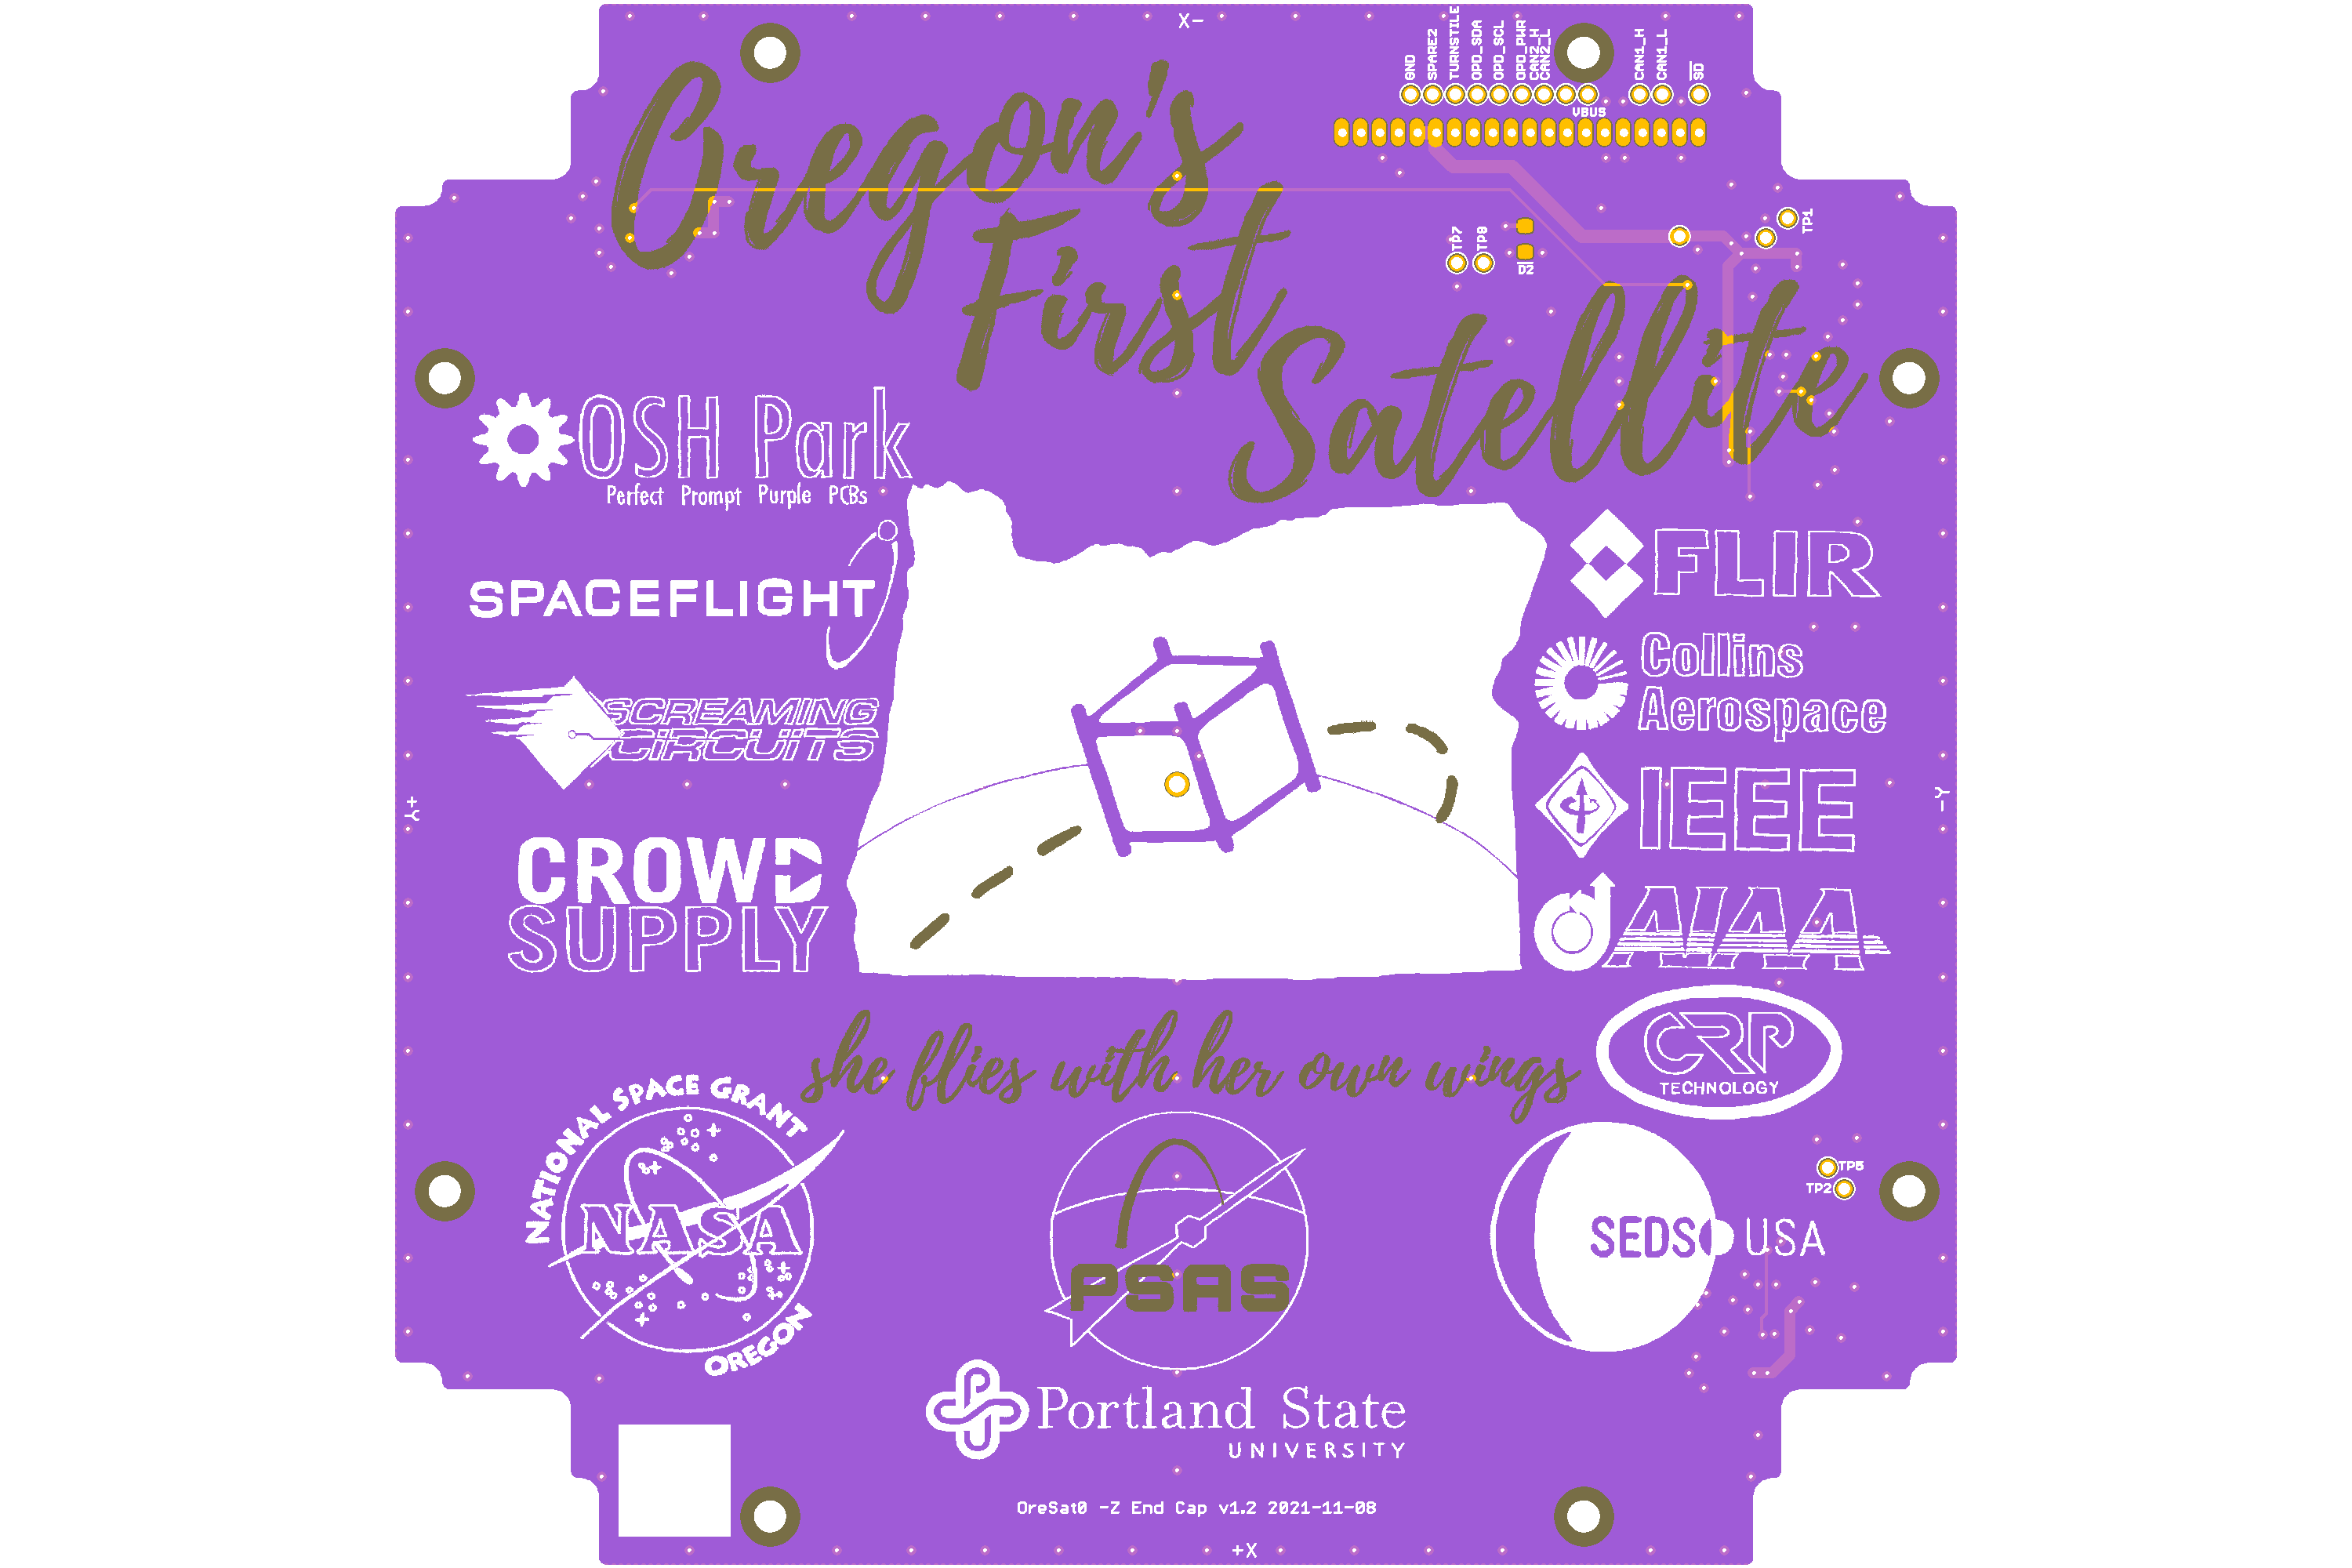 X-
GND
SPARE2
TURNSTILE
OPD_SDA
OPD_SCL
OPD_PWR
CAN2_H
CAN2_L
CAN1_H
CAN1_L
SD
VBUS
Oregon's
First
Satellite
TP7
TP8
D2
TP1
OSH Park
Perfect Prompt Purple PCBs
SPACEFLIGHT
SCREAMING
CIRCUITS
CROWD
SUPPLY
FLIR
Collins
Aerospace
IEEE
AIAA
+Y
-Y
she flies with her own wings
CRP
TECHNOLOGY
NATIONAL SPACE GRANT
NASA
OREGON
PSAS
TP5
TP2
SEDS USA
Portland State
UNIVERSITY
OreSat0 -Z End Cap v1.2 2021-11-08
+X